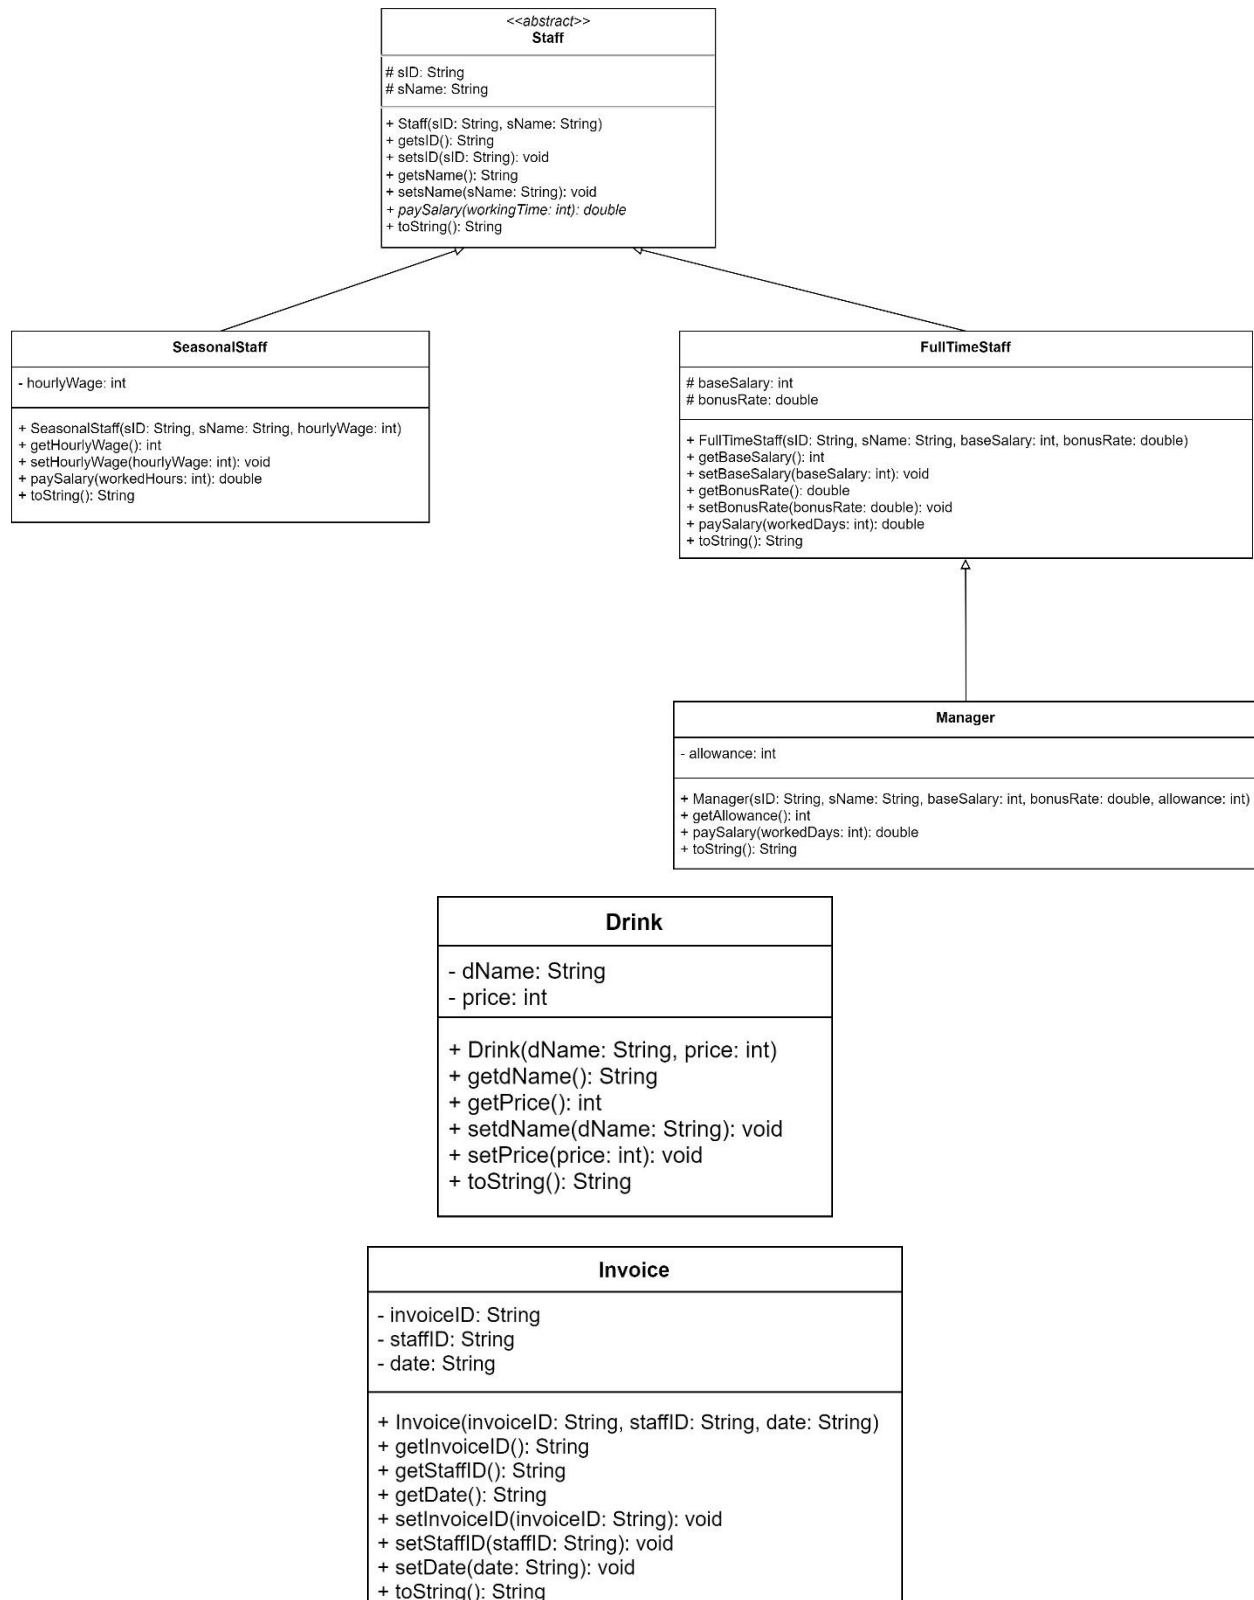 <<abstract>>
Staff
# sID: String
# sName: String
+ Staff(sID: String, sName: String)
+ getsID(): String
+ setsID(sID: String): void
+ getsName(): String
+ setsName(sName: String): void
+ paySalary(workingTime: int): double
+ toString(): String
SeasonalStaff
- hourlyWage: int
+ SeasonalStaff(sID: String, sName: String, hourlyWage: int)
+ getHourlyWage(): int
+ setHourlyWage(hourlyWage: int): void
+ paySalary(workedHours: int): double
+ toString(): String
FullTimeStaff
# baseSalary: int
# bonusRate: double
+ FullTimeStaff(sID: String, sName: String, baseSalary: int, bonusRate: double)
+ getBaseSalary(): int
+ setBaseSalary(baseSalary: int): void
+ getBonusRate(): double
+ setBonusRate(bonusRate: double): void
+ paySalary(workedDays: int): double
+ toString(): String
Manager
- allowance: int
+ Manager(sID: String, sName: String, baseSalary: int, bonusRate: double, allowance: int)
+ getAllowance(): int
+ paySalary(workedDays: int): double
+ toString(): String
Drink
- dName: String
- price: int
+ Drink(dName: String, price: int)
+ getdName(): String
+ getPrice(): int
+ setdName(dName: String): void
+ setPrice(price: int): void
+ toString(): String
Invoice
- invoiceID: String
- staffID: String
- date: String
+ Invoice(invoiceID: String, staffID: String, date: String)
+ getInvoiceID(): String
+ getStaffID(): String
+ getDate(): String
+ setInvoiceID(invoiceID: String): void
+ setStaffID(staffID: String): void
+ setDate(date: String): void
+ toString(): String